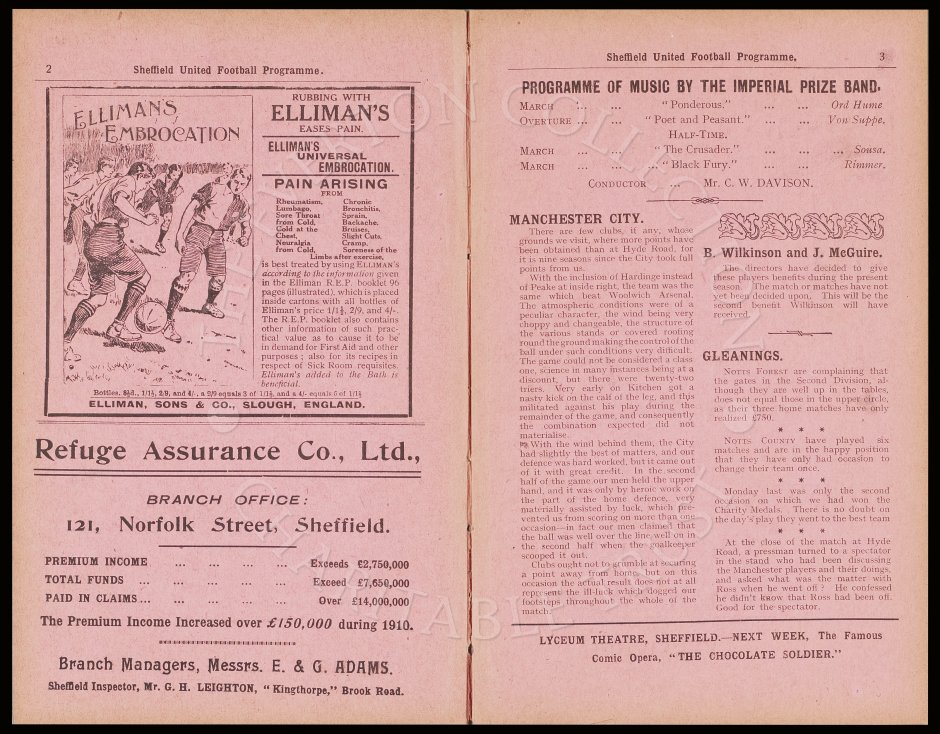 2 Sheffield United Football Programme.
ELLIMAN'S
EMBROCATION
RUBBING WITH
ELLIMAN'S
EASES PAIN.
ELLIMAN'S
UNIVERSAL
EMBROCATION.
PAIN ARISING
FROM
Rheumatism, Chronic
Lumbago, Bronchitis,
Sore Throat Sprain,
from Cold, Backache,
Cold at the Bruises,
Chest, Slight Cuts,
Neuralgia Cramp,
from Cold, Soreness of the
Limbs after exercise,
is best treated by using ELLIMAN'S
according to the information given
in the Elliman R.E.P. booklet 96
pages (illustrated), which is placed
inside cartons with all bottles of
Elliman's price 1/1½, 2/9, and 4/-.
The R.E.P. booklet also contains
other information of such prac-
tical value as to cause it to be
in demand for First Aid and other
purposes; also for its recipes in
respect of Sick Room requisites.
Elliman's added to the Bath is
beneficial.
Bottles, 8½d., 1/1½, 2/9, and 4/-, a 2/9 equals 3 of 1/1½, and a 4/- equals 5 of 1/1½
ELLIMAN, SONS & CO., SLOUGH, ENGLAND.
Refuge Assurance Co., Ltd.,
BRANCH OFFICE:
121, Norfolk Street, Sheffield.
PREMIUM INCOME ... ... ... Exceeds £2,750,000
TOTAL FUNDS ... ... ... ... Exceed £7,650,000
PAID IN CLAIMS ... ... ... ... Over £14,000,000
The Premium Income Increased over £150,000 during 1910.
Branch Managers, Messrs. E. & G. ADAMS.
Sheffield Inspector, Mr. G. H. LEIGHTON, "Kingthorpe," Brook Road.
Sheffield United Football Programme. 3
PROGRAMME OF MUSIC BY THE IMPERIAL PRIZE BAND.
MARCH ... ... "Ponderous." ... ... Ord Hume
OVERTURE ... ... "Poet and Peasant." ... ... Von Suppe.
HALF-TIME.
MARCH ... ... "The Crusader." ... ... ... Sousa.
MARCH ... ... "Black Fury." ... ... Rimmer.
CONDUCTOR ... Mr. C. W. DAVISON.
MANCHESTER CITY.
There are few clubs, if any, whose
grounds we visit, where more points have
been obtained than at Hyde Road, for
it is nine seasons since the City took full
points from us.
With the inclusion of Hardinge instead
of Peake at inside right, the team was the
same which beat Woolwich Arsenal.
The atmospheric conditions were of a
peculiar character, the wind being very
choppy and changeable, the structure of
the various stands or covered roofing
round the ground making the control of the
ball under such conditions very difficult.
The game could not be considered a class
one, science in many instances being at a
discount, but there were twenty-two
triers. Very early on Kitchen got a
nasty kick on the calf of the leg, and this
militated against his play during the
remainder of the game, and consequently
the combination expected did not
materialise.
With the wind behind them, the City
had slightly the best of matters, and our
defence was hard worked, but it came out
of it with great credit. In the second
half of the game our men held the upper
hand, and it was only by heroic work on
the part of the home defence, very
materially assisted by luck, which pre-
vented us from scoring on more than one
occasion—in fact our men claimed that
the ball was well over the line well on in
the second half when the goalkeeper
scooped it out.
Clubs ought not to grumble at securing
a point away from home, but on this
occasion the actual result does not at all
represent the ill-luck which dogged our
footsteps throughout the whole of the
match.
B. Wilkinson and J. McGuire.
The directors have decided to give
these players benefits during the present
season. The match or matches have not
yet been decided upon. This will be the
second benefit Wilkinson will have
received.
GLEANINGS.
NOTTS FOREST are complaining that
the gates in the Second Division, al-
though they are well up in the tables,
does not equal those in the upper circle,
as their three home matches have only
realized £750.
* * *
NOTTS COUNTY have played six
matches and are in the happy position
that they have only had occasion to
change their team once.
* * *
Monday last was only the second
occasion on which we had won the
Charity Medals. There is no doubt on
the day's play they went to the best team
* * *
At the close of the match at Hyde
Road, a pressman turned to a spectator
in the stand who had been discussing
the Manchester players and their doings,
and asked what was the matter with
Ross when he went off? He confessed
he didn't know that Ross had been off.
Good for the spectator.
LYCEUM THEATRE, SHEFFIELD.—NEXT WEEK, The Famous
Comic Opera, "THE CHOCOLATE SOLDIER."